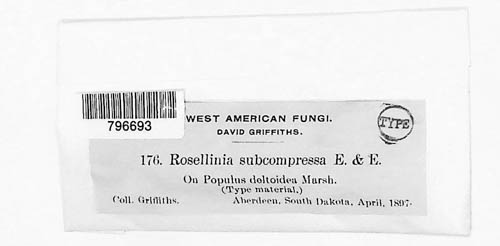 WEST AMERICAN FUNGI.
DAVID GRIFFITHS.
TYPE
796693
176. Rosellinia subcompressa E. & E.
On Populus deltoidea Marsh.
(Type material,)
Coll. Griffiths. Aberdeen, South Dakota, April, 1897.